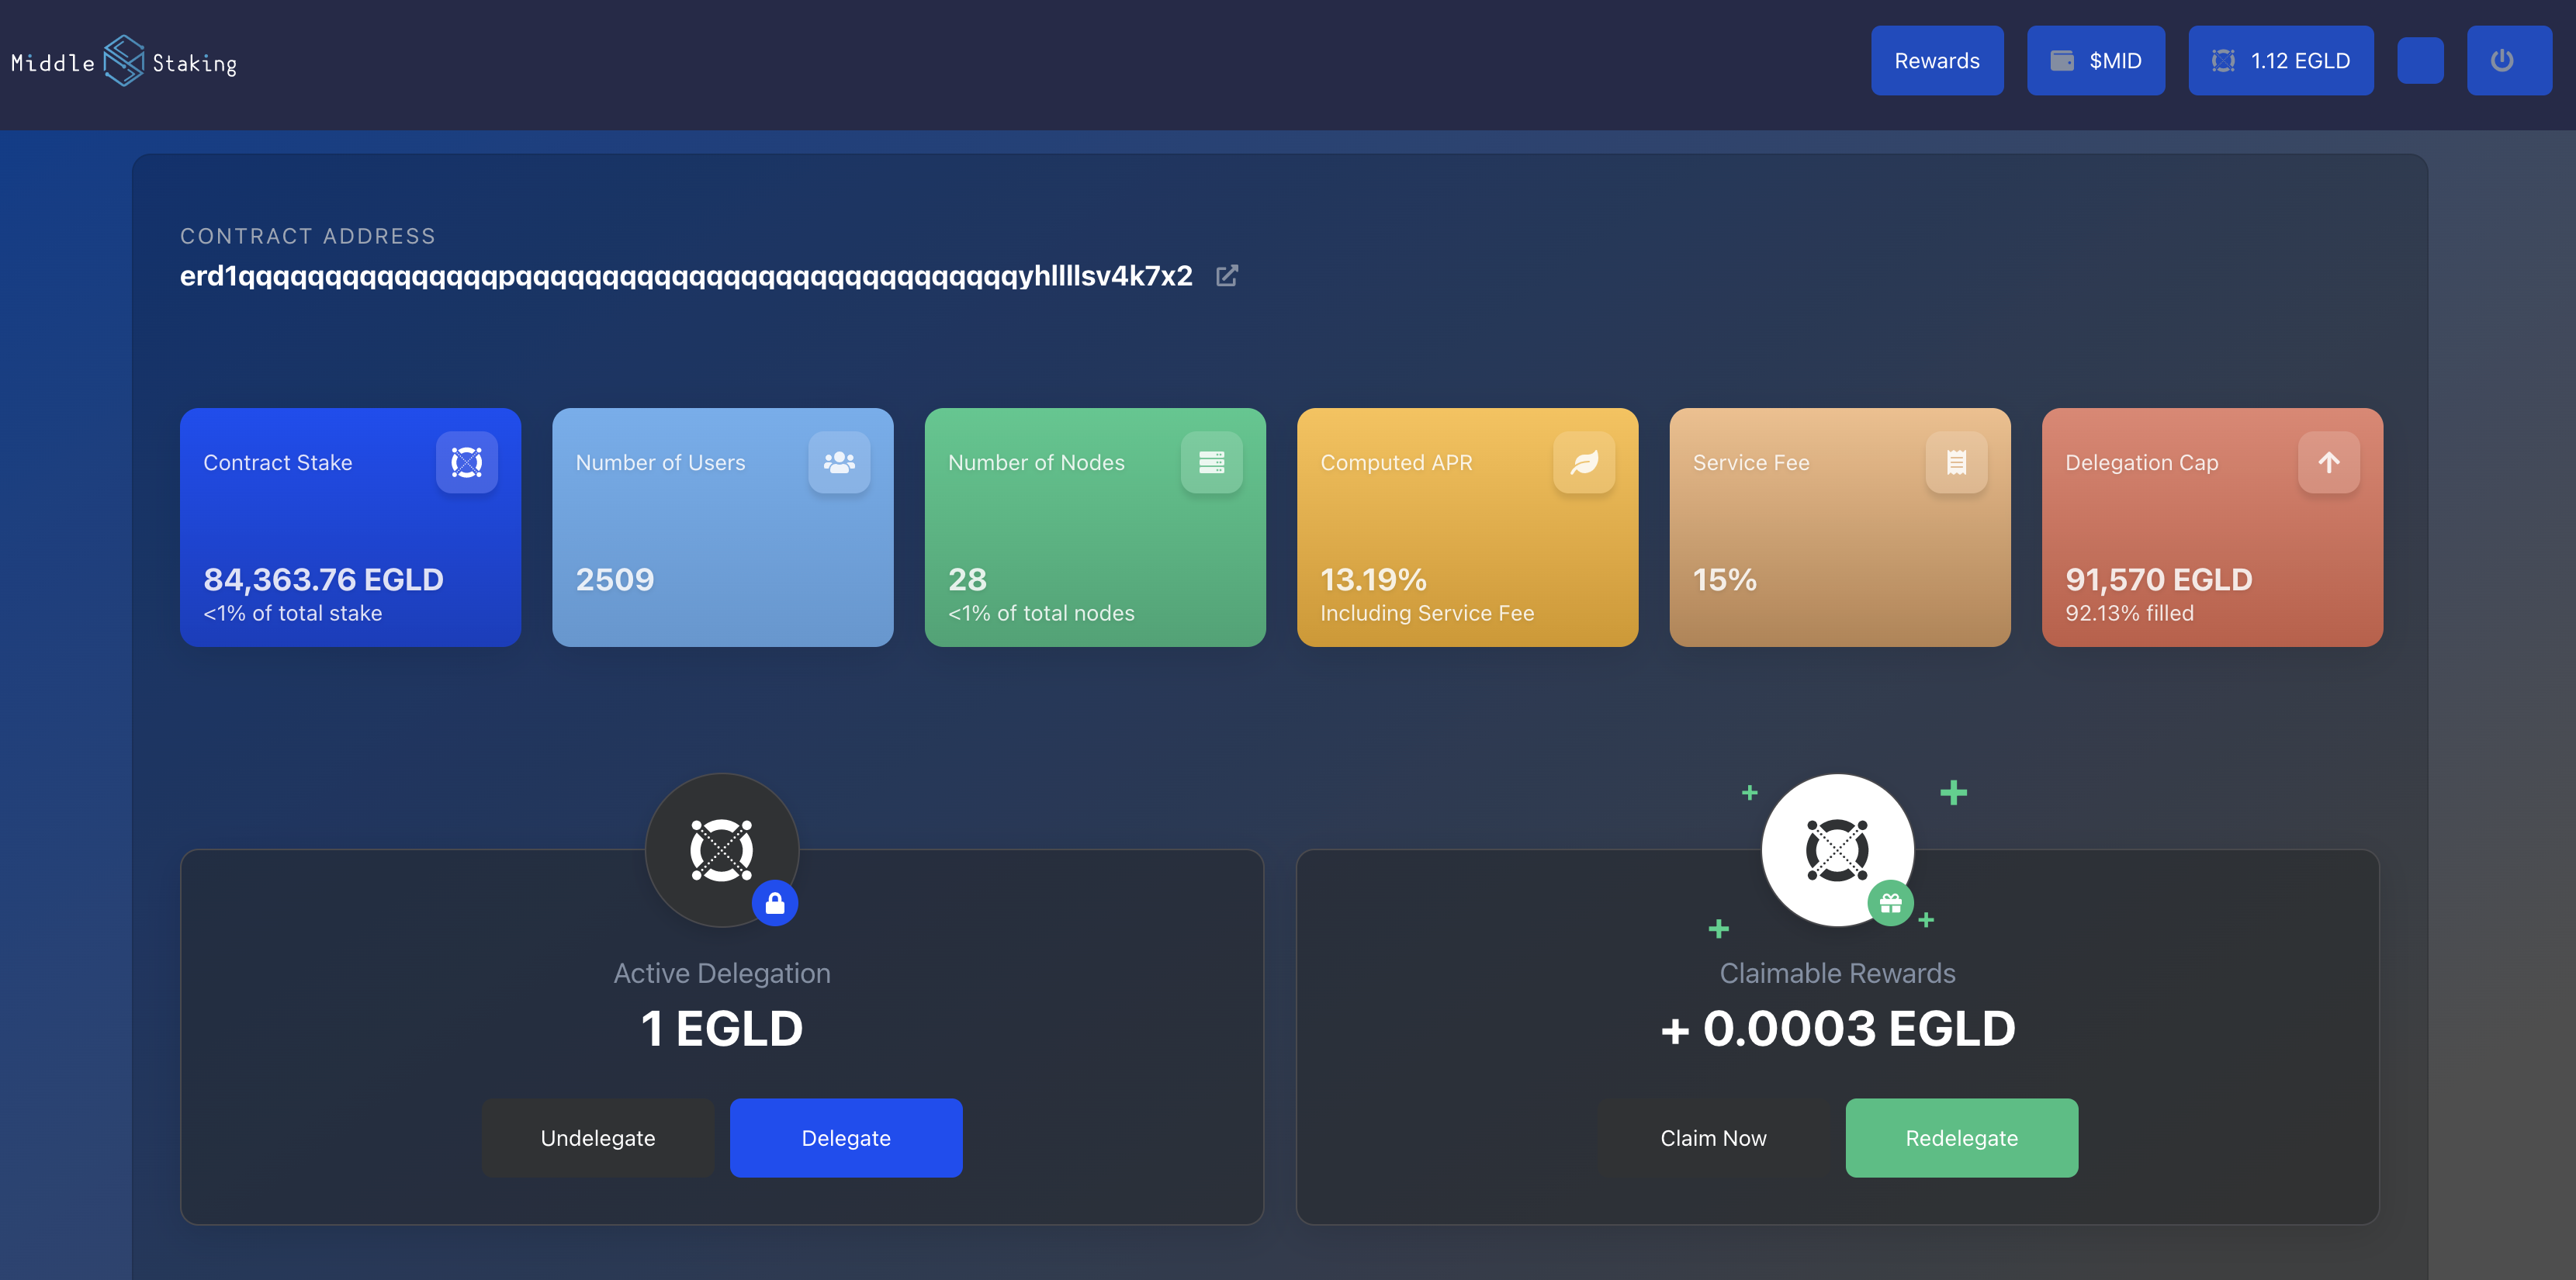 Middle Staking
Rewards
$MID
1.12 EGLD
CONTRACT ADDRESS
erd1qqqqqqqqqqqqqqqpqqqqqqqqqqqqqqqqqqqqqqqqqqqqqyhllllsv4k7x2
Contract Stake
84,363.76 EGLD
<1% of total stake
Number of Users
2509
Number of Nodes
28
<1% of total nodes
Computed APR
13.19%
Including Service Fee
Service Fee
15%
Delegation Cap
91,570 EGLD
92.13% filled
Active Delegation
1 EGLD
Undelegate
Delegate
Claimable Rewards
+ 0.0003 EGLD
Claim Now
Redelegate